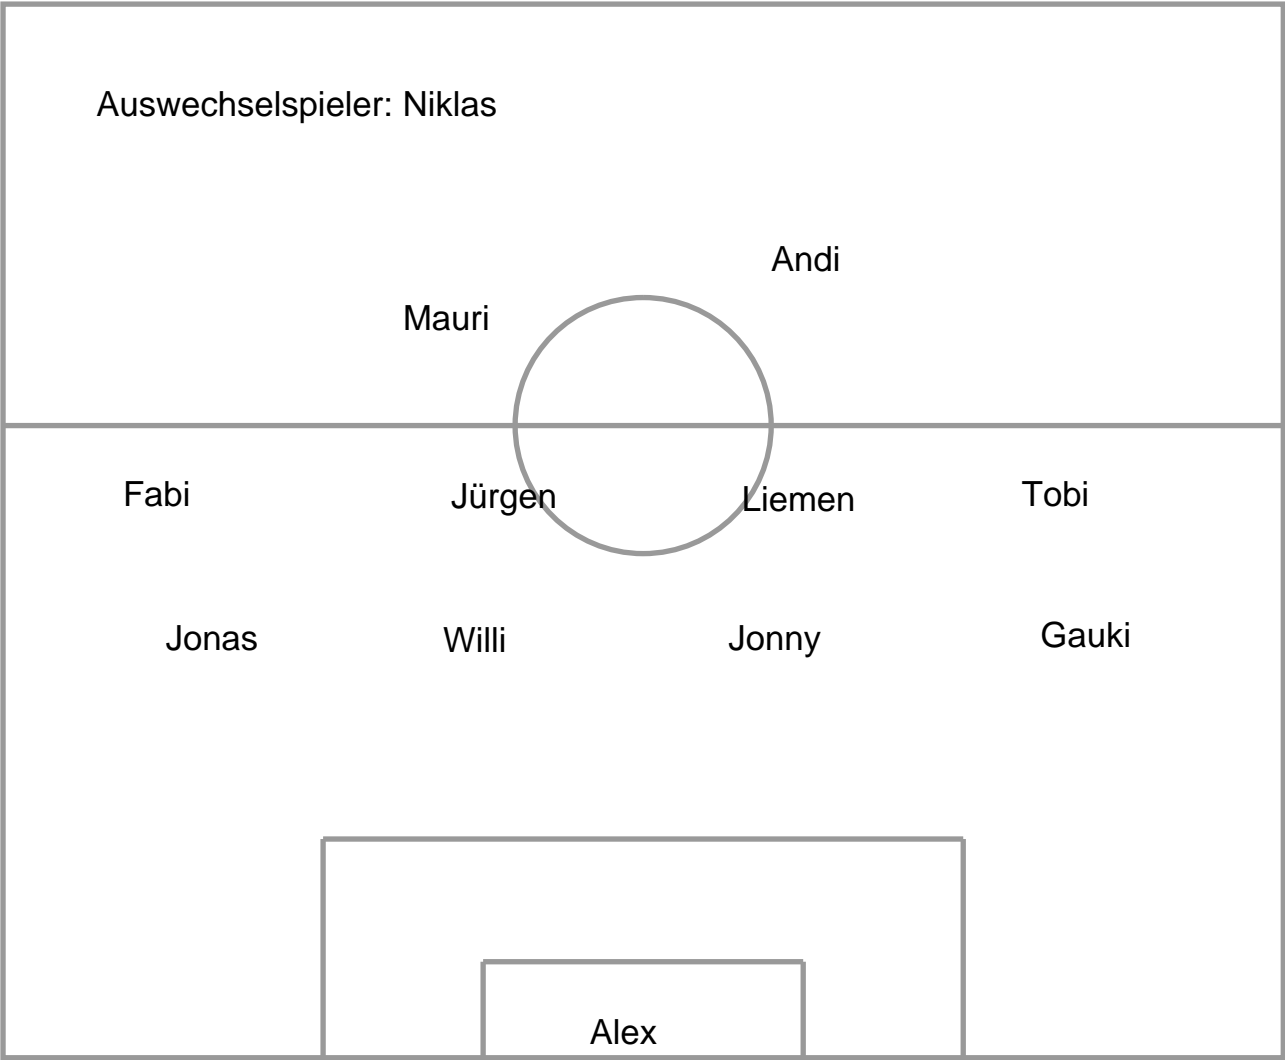 Auswechselspieler: Niklas
Andi
Mauri
Fabi Jürgen Liemen Tobi
Jonas Willi Jonny Gauki
Alex